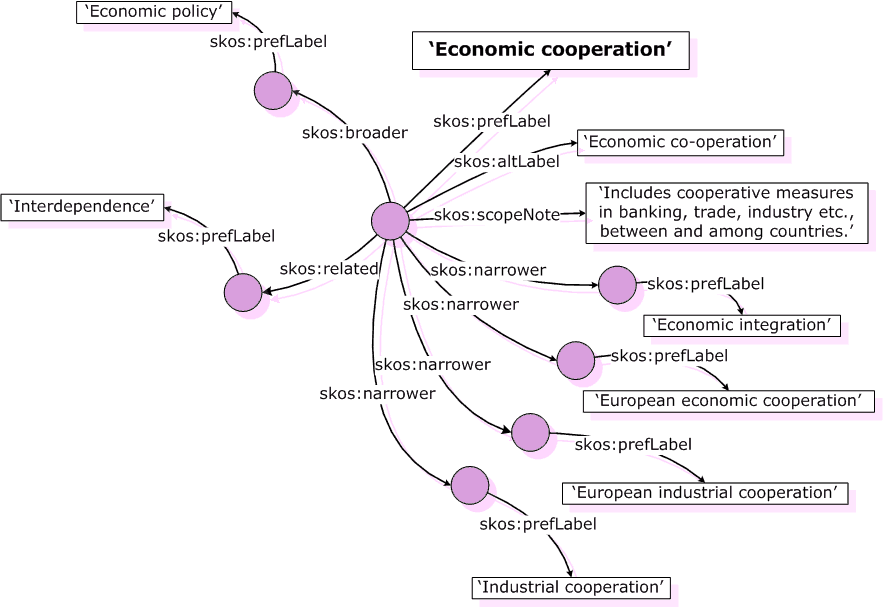 ‘Economic policy’
skos:prefLabel
‘Economic cooperation’
skos:prefLabel
skos:broader
‘Economic co-operation’
skos:altLabel
‘Includes cooperative measures
in banking, trade, industry etc.,
between and among countries.’
skos:scopeNote
‘Interdependence’
skos:prefLabel
skos:related
skos:narrower
skos:prefLabel
‘Economic integration’
skos:narrower
skos:prefLabel
‘European economic cooperation’
skos:narrower
skos:prefLabel
‘European industrial cooperation’
skos:narrower
skos:prefLabel
‘Industrial cooperation’